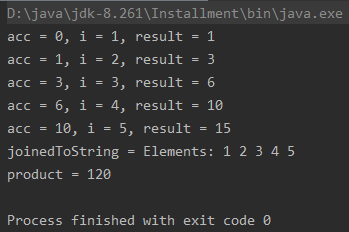 D:\java\jdk-8.261\Installment\bin\java.exe
acc = 0, i = 1, result = 1
acc = 1, i = 2, result = 3
acc = 3, i = 3, result = 6
acc = 6, i = 4, result = 10
acc = 10, i = 5, result = 15
joinedToString = Elements: 1 2 3 4 5
product = 120
Process finished with exit code 0